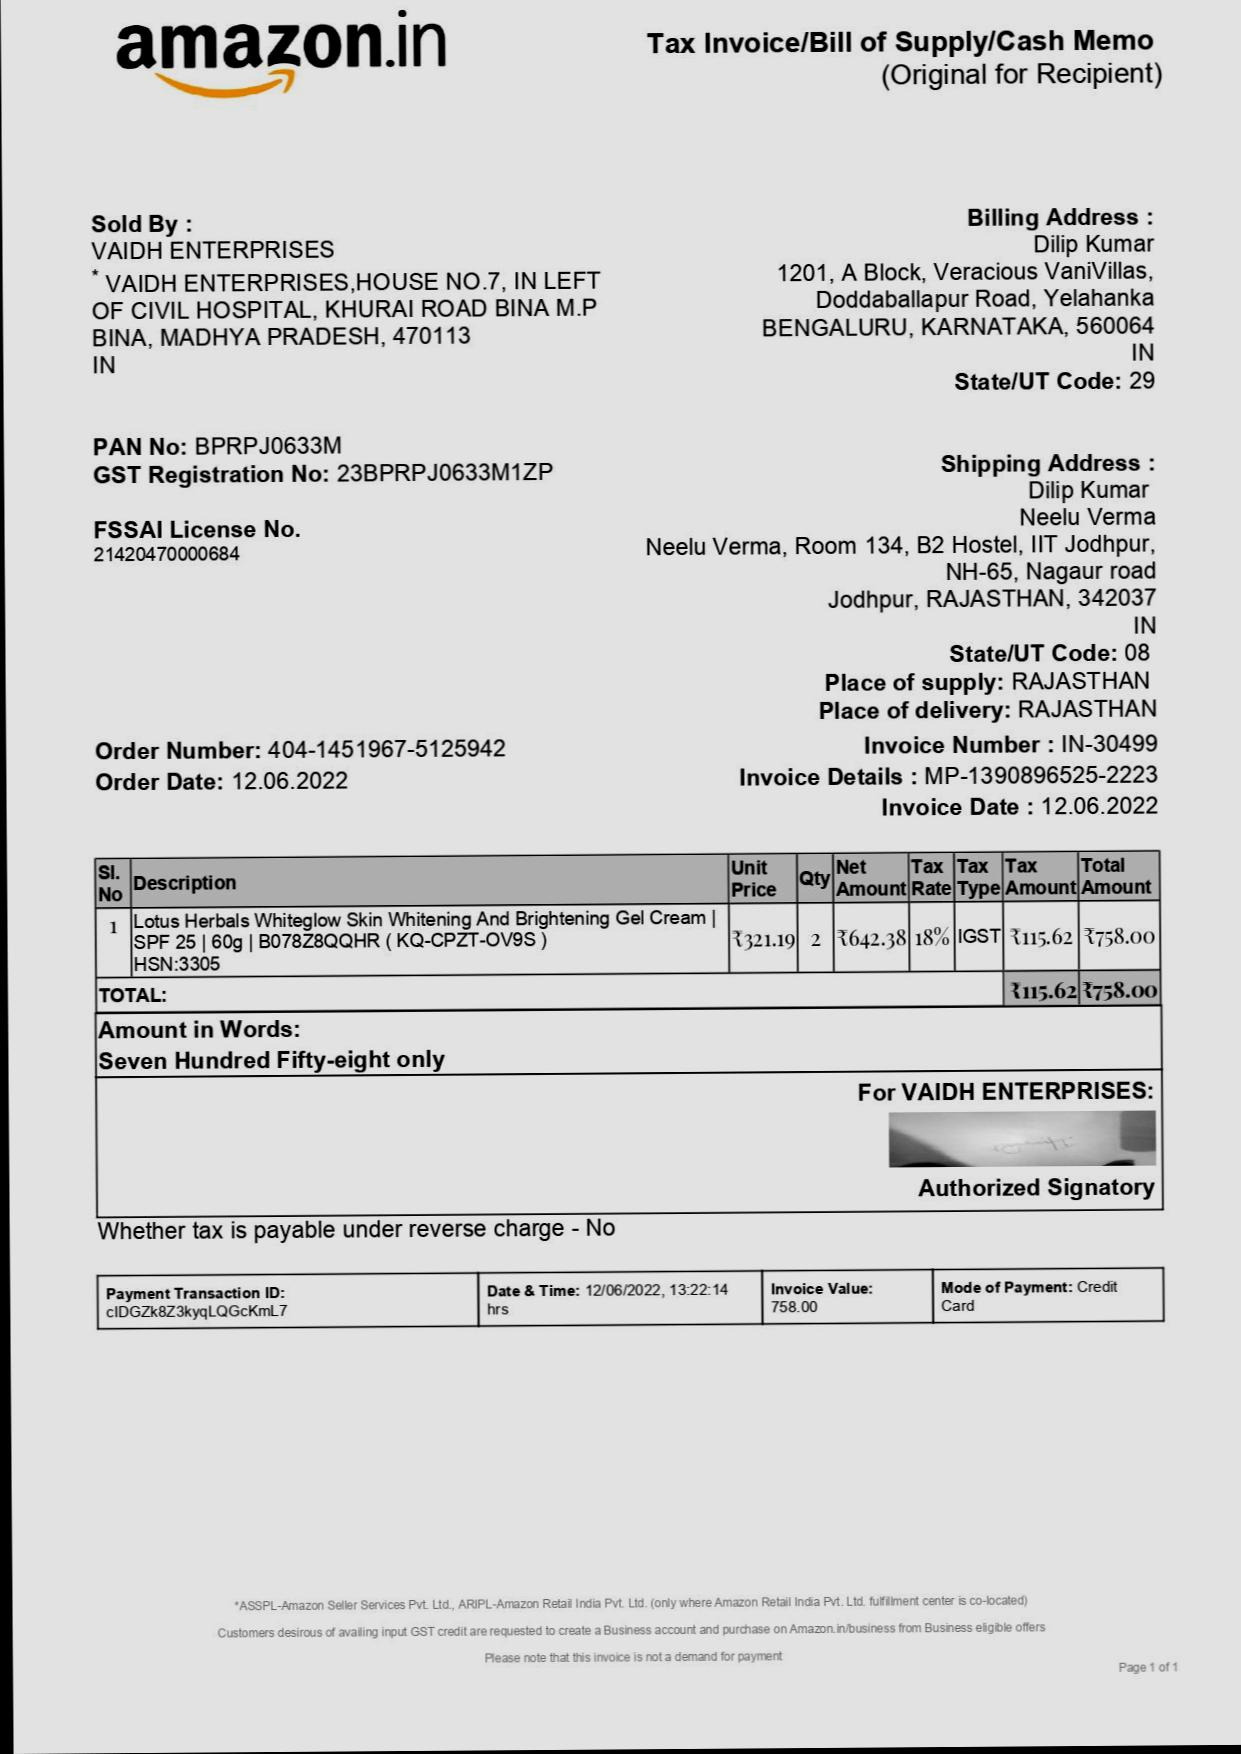 amazon.in
Tax Invoice/Bill of Supply/Cash Memo
(Original for Recipient)
Sold By :
VAIDH ENTERPRISES
* VAIDH ENTERPRISES,HOUSE NO.7, IN LEFT
OF CIVIL HOSPITAL, KHURAI ROAD BINA M.P
BINA, MADHYA PRADESH, 470113
IN
Billing Address :
Dilip Kumar
1201, A Block, Veracious VaniVillas,
Doddaballapur Road, Yelahanka
BENGALURU, KARNATAKA, 560064
IN
State/UT Code: 29
PAN No: BPRPJ0633M
GST Registration No: 23BPRPJ0633M1ZP
FSSAI License No.
21420470000684
Shipping Address :
Dilip Kumar
Neelu Verma
Neelu Verma, Room 134, B2 Hostel, IIT Jodhpur,
NH-65, Nagaur road
Jodhpur, RAJASTHAN, 342037
IN
State/UT Code: 08
Place of supply: RAJASTHAN
Place of delivery: RAJASTHAN
Order Number: 404-1451967-5125942
Order Date: 12.06.2022
Invoice Number : IN-30499
Invoice Details : MP-1390896525-2223
Invoice Date : 12.06.2022
Sl. No Description Unit Price Qty Net Amount Tax Rate Tax Type Tax Amount Total Amount
1 Lotus Herbals Whiteglow Skin Whitening And Brightening Gel Cream |
SPF 25 | 60g | B078Z8QQHR ( KQ-CPZT-OV9S ) ₹321.19 2 ₹642.38 18% IGST ₹115.62 ₹758.00
HSN:3305
TOTAL: ₹115.62 ₹758.00
Amount in Words:
Seven Hundred Fifty-eight only
For VAIDH ENTERPRISES:
Authorized Signatory
Whether tax is payable under reverse charge - No
Payment Transaction ID:
cIDGZk8Z3kyqLQGcKmL7
Date & Time: 12/06/2022, 13:22:14
hrs
Invoice Value:
758.00
Mode of Payment: Credit
Card
*ASSPL-Amazon Seller Services Pvt. Ltd., ARIPL-Amazon Retail India Pvt. Ltd. (only where Amazon Retail India Pvt. Ltd. fulfillment center is co-located)
Customers desirous of availing input GST credit are requested to create a Business account and purchase on Amazon.in/business from Business eligible offers
Please note that this invoice is not a demand for payment
Page 1 of 1